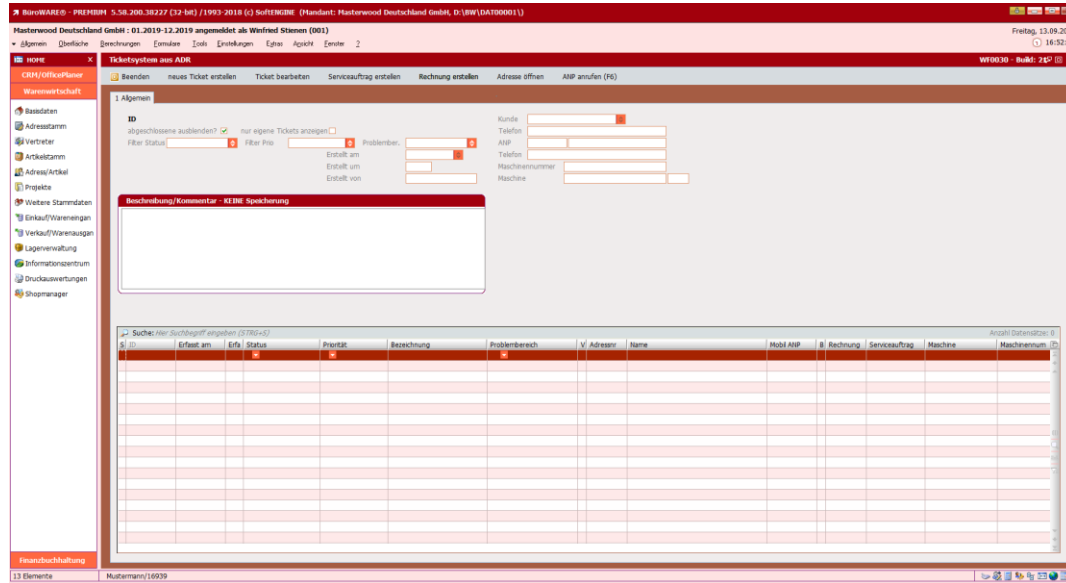 BüroWARE® - PREMIUM 5.58.200.38227 (32-bit) /1993-2018 (c) SoftENGINE (Mandant: Masterwood Deutschland GmbH, D:\BW\DAT00001\)
Masterwood Deutschland GmbH : 01.2019-12.2019 angemeldet als Winfried Stienen (001)
Freitag, 13.09.20
Allgemein Oberfläche Berechnungen Formulare Tools Einstellungen Extras Ansicht Fenster ?
16:52:
HOME X
Ticketsystem aus ADR
WF0030 - Build:
CRM/OfficePlaner
Beenden neues Ticket erstellen Ticket bearbeiten Serviceauftrag erstellen Rechnung erstellen Adresse öffnen ANP anrufen (F6)
Warenwirtschaft
1 Allgemein
Basisdaten
Adressstamm
Vertreter
Artikelstamm
Adress/Artikel
Projekte
Weitere Stammdaten
Einkauf/Wareneingan
Verkauf/Warenausgan
Lagerverwaltung
Informationszentrum
Druckauswertungen
Shopmanager
ID
Kunde
abgeschlossene ausblenden? nur eigene Tickets anzeigen
Telefon
Filter Status Filter Prio Problember.
ANP
Erstellt am
Telefon
Erstellt um
Maschinennummer
Erstellt von
Maschine
Beschreibung/Kommentar - KEINE Speicherung
Suche: Hier Suchbegriff eingeben (STRG+S)
Anzahl Datensätze: 0
S ID Erfasst am Erfa Status Priorität Bezeichnung Problembereich V Adressnr Name Mobil ANP B Rechnung Serviceauftrag Maschine Maschinennum
Finanzbuchhaltung
13 Elemente
Mustermann/16939